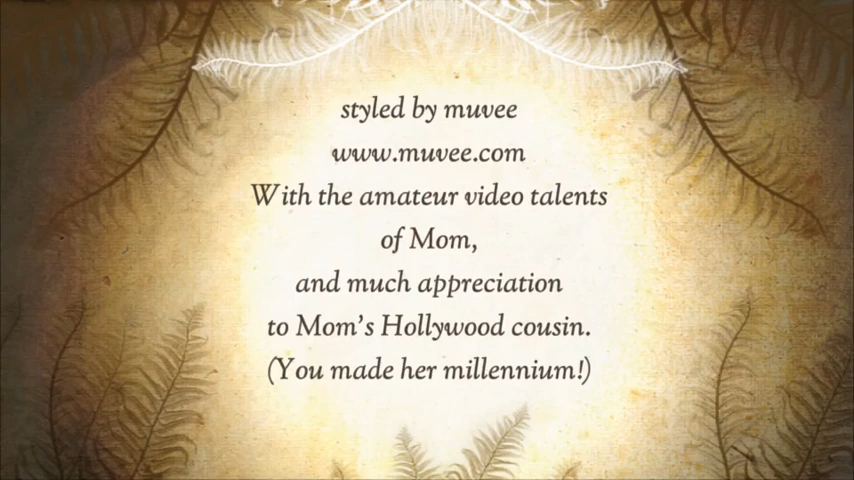 styled by muvee
www.muvee.com
With the amateur video talents
of Mom,
and much appreciation
to Mom's Hollywood cousin.
(You made her millennium!)